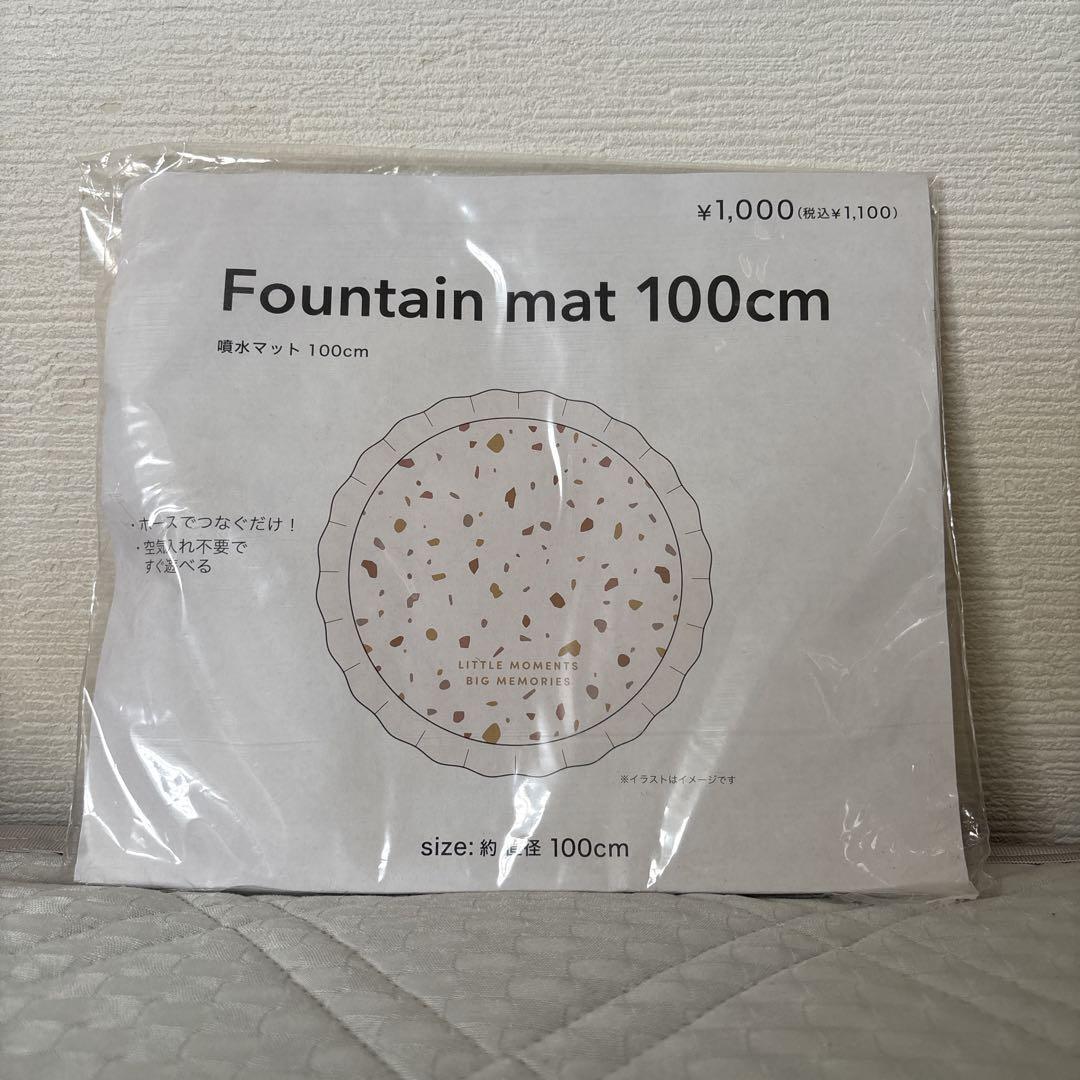 ¥1,000(税込¥1,100)
Fountain mat 100cm
噴水マット 100cm
・ホースでつなぐだけ！
・空気入れ不要で
すぐ遊べる
LITTLE MOMENTS
BIG MEMORIES
※イラストはイメージです
size: 約 直径 100cm